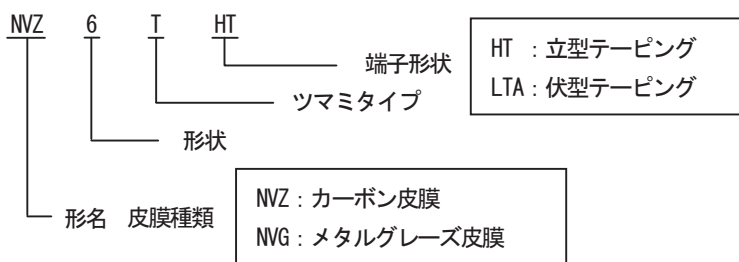 NVZ 6 T HT
端子形状
HT : 立型テーピング
LTA : 伏型テーピング
ツマミタイプ
形状
形名 皮膜種類
NVZ : カーボン皮膜
NVG : メタルグレーズ皮膜